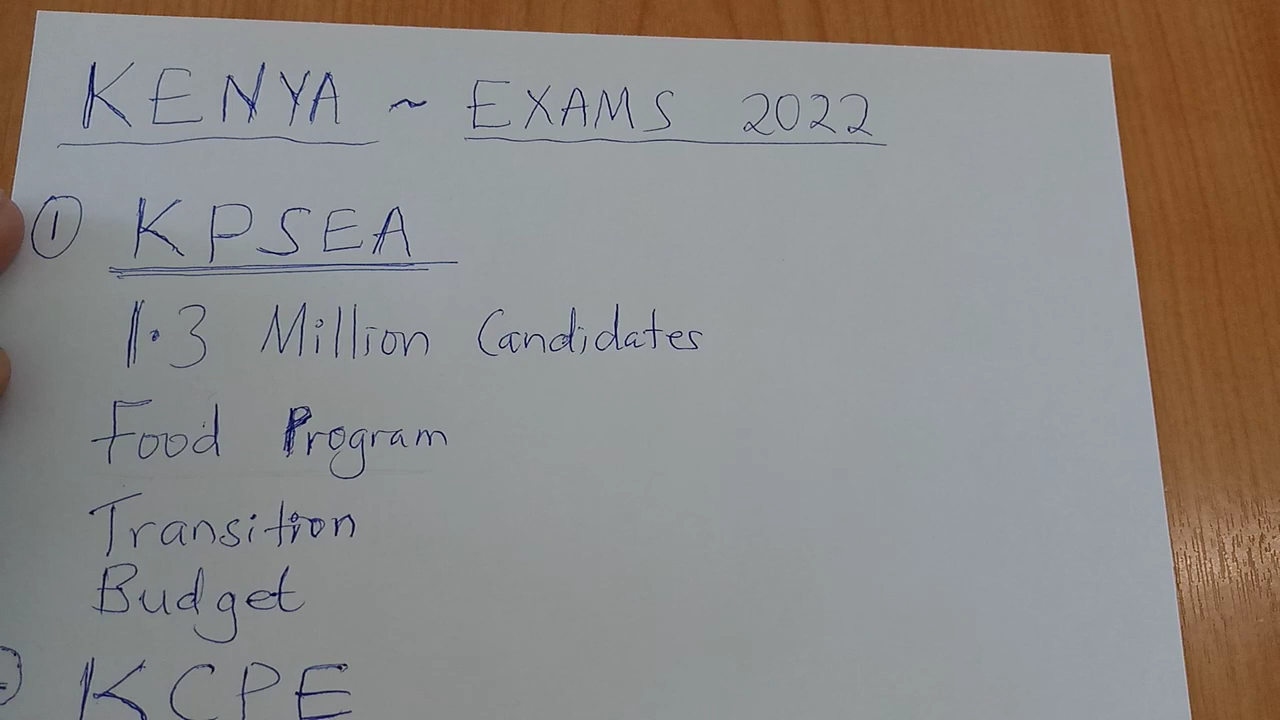 KENYA ~ EXAMS 2022
① KPSEA
1.3 Million Candidates
Food Program
Transition
Budget
KCPE